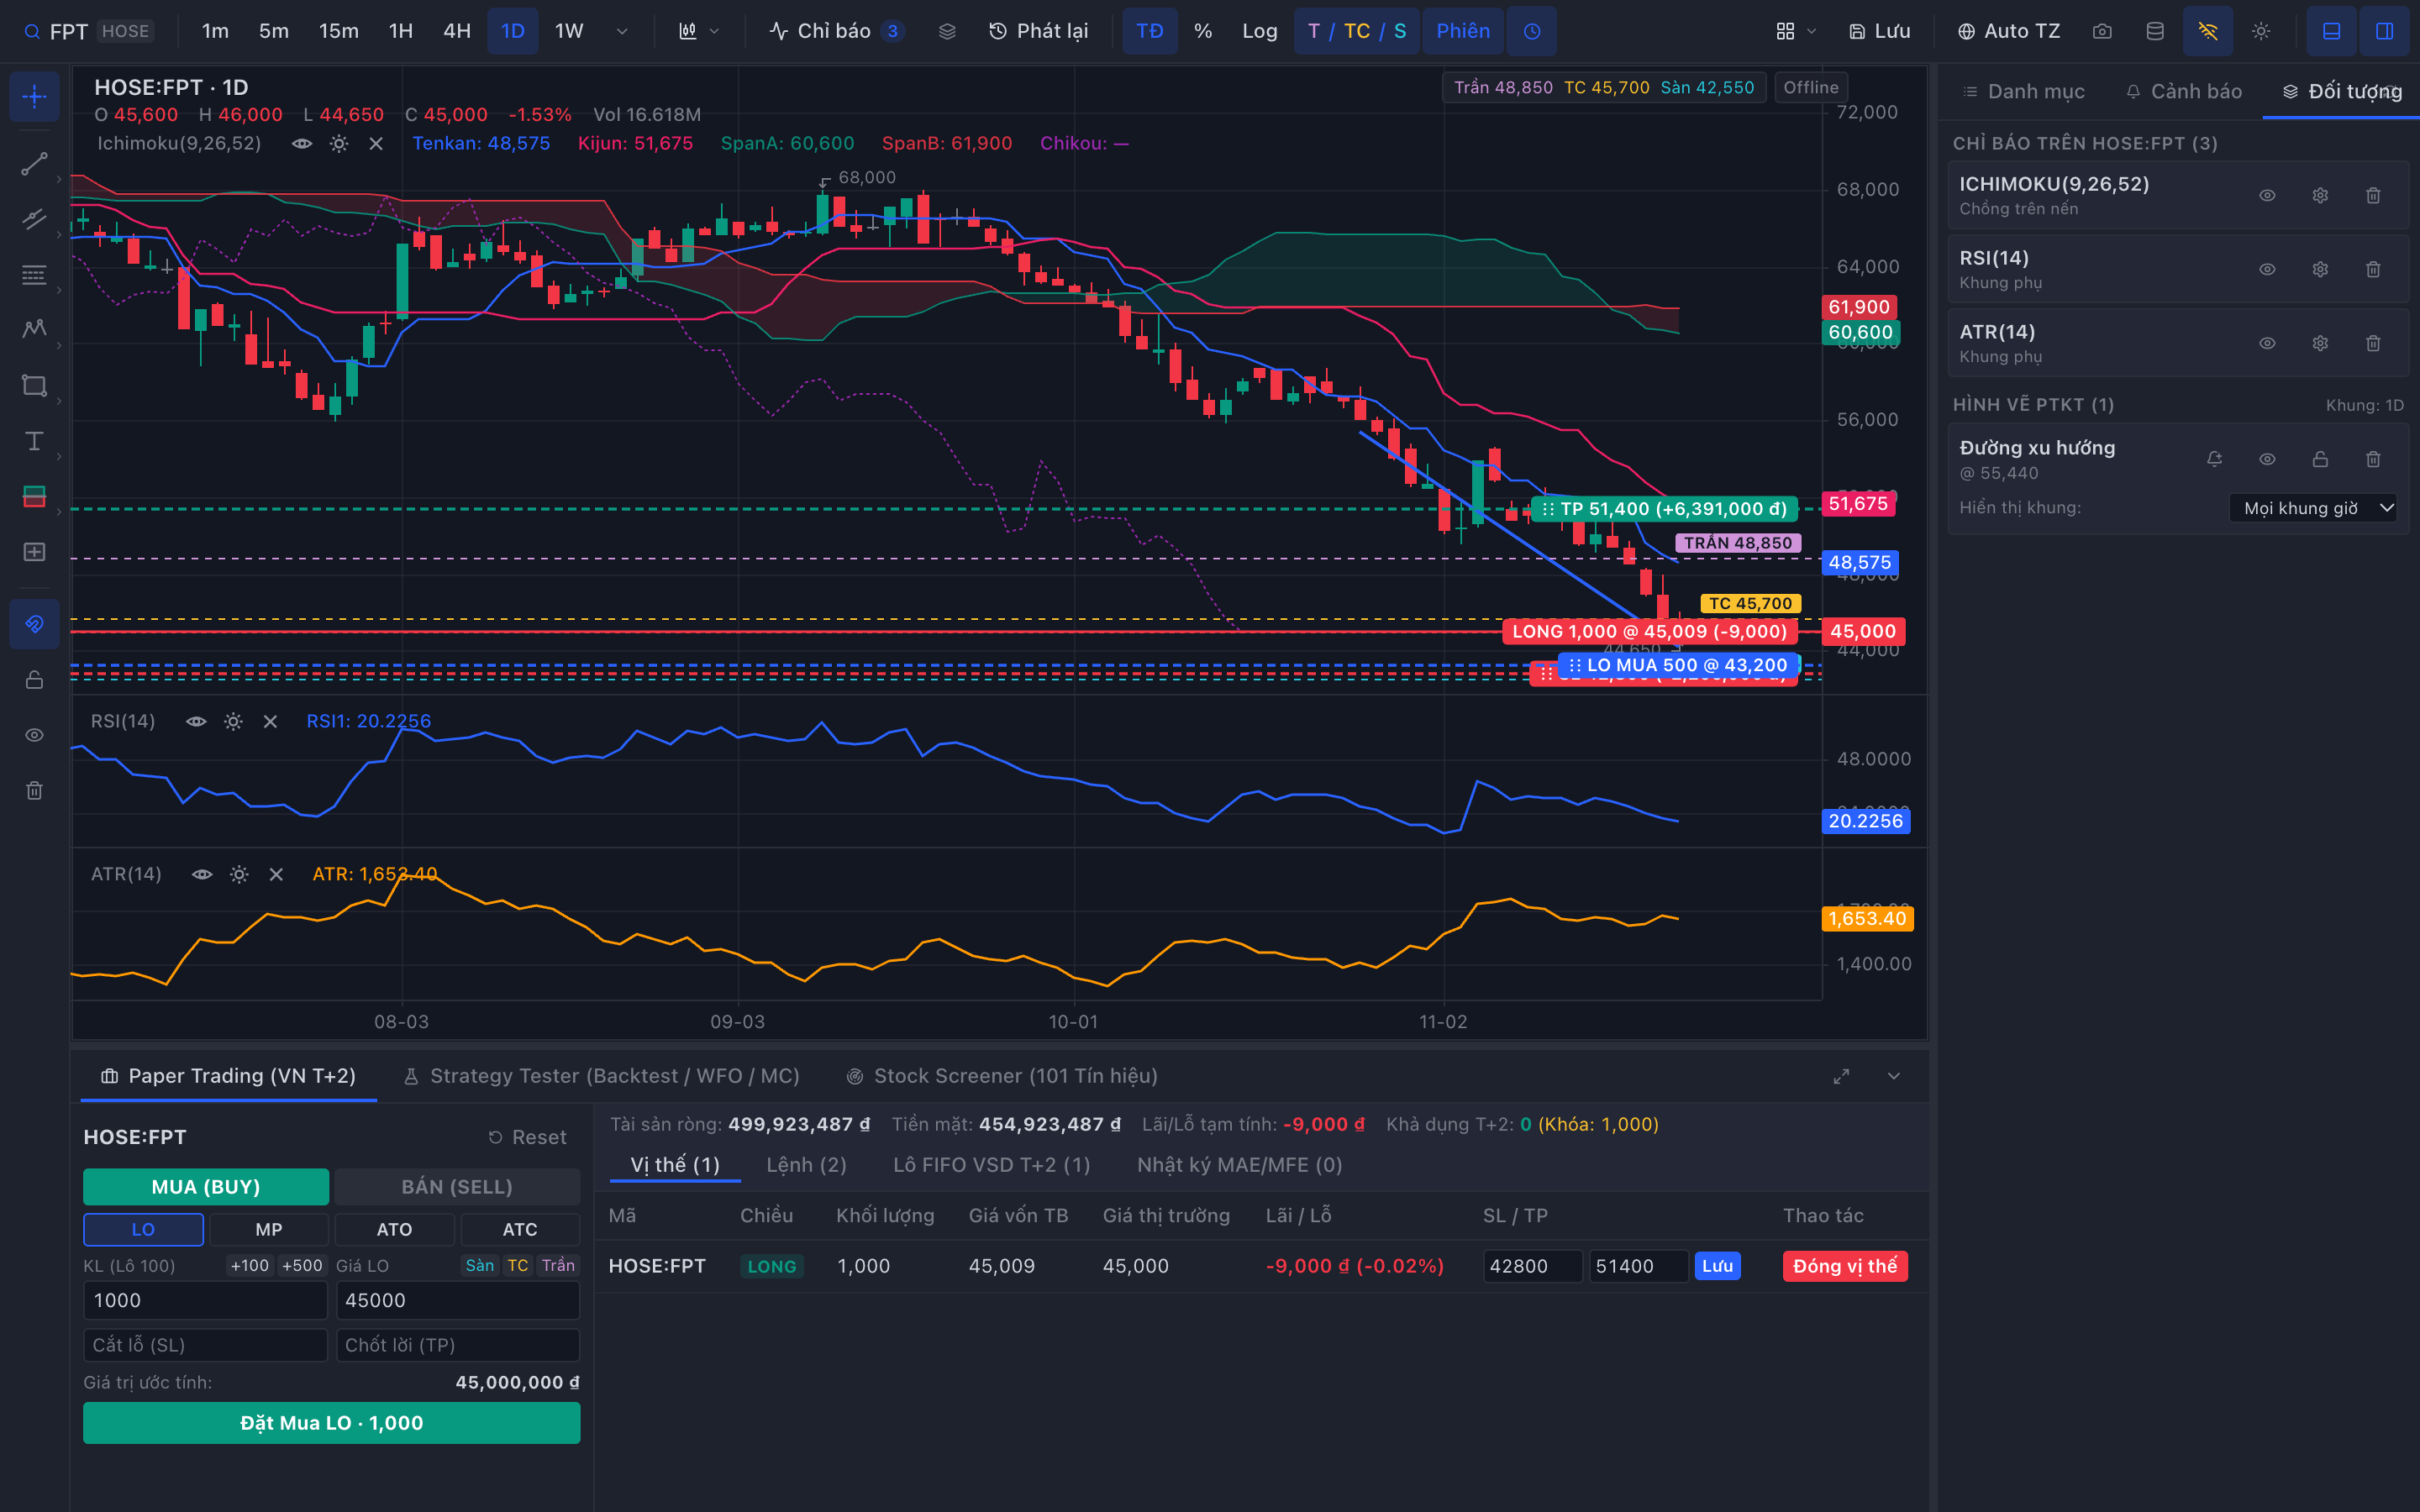 FPT HOSE 1m 5m 15m 1H 4H 1D 1W Chỉ báo 3 Phát lại TĐ % Log T / TC / S Phiên Lưu Auto TZ
HOSE:FPT · 1D
Trần 48,850 TC 45,700 Sàn 42,550 Offline
O 45,600 H 46,000 L 44,650 C 45,000 -1.53% Vol 16.618M
Ichimoku(9,26,52) Tenkan: 48,575 Kijun: 51,675 SpanA: 60,600 SpanB: 61,900 Chikou: —
72,000
68,000
68,000
64,000
61,900
60,600
56,000
TP 51,400 (+6,391,000 đ)
51,675
TRẦN 48,850
48,575
48,000
TC 45,700
LONG 1,000 @ 45,009 (-9,000)
45,000
44,650
44,000
LO MUA 500 @ 43,200
RSI(14) RSI1: 20.2256
48.0000
20.2256
ATR(14) ATR: 1,653.40
1,653.40
1,400.00
08-03 09-03 10-01 11-02
Danh mục Cảnh báo Đối tượng
CHỈ BÁO TRÊN HOSE:FPT (3)
ICHIMOKU(9,26,52)
Chồng trên nến
RSI(14)
Khung phụ
ATR(14)
Khung phụ
HÌNH VẼ PTKT (1) Khung: 1D
Đường xu hướng
@ 55,440
Hiển thị khung: Mọi khung giờ
Paper Trading (VN T+2) Strategy Tester (Backtest / WFO / MC) Stock Screener (101 Tín hiệu)
HOSE:FPT Reset
MUA (BUY) BÁN (SELL)
LO MP ATO ATC
KL (Lô 100) +100 +500 Giá LO Sàn TC Trần
1000 45000
Cắt lỗ (SL) Chốt lời (TP)
Giá trị ước tính: 45,000,000 ₫
Đặt Mua LO · 1,000
Tài sản ròng: 499,923,487 ₫ Tiền mặt: 454,923,487 ₫ Lãi/Lỗ tạm tính: -9,000 ₫ Khả dụng T+2: 0 (Khóa: 1,000)
Vị thế (1) Lệnh (2) Lô FIFO VSD T+2 (1) Nhật ký MAE/MFE (0)
Mã Chiều Khối lượng Giá vốn TB Giá thị trường Lãi / Lỗ SL / TP Thao tác
HOSE:FPT LONG 1,000 45,009 45,000 -9,000 ₫ (-0.02%) 42800 51400 Lưu Đóng vị thế